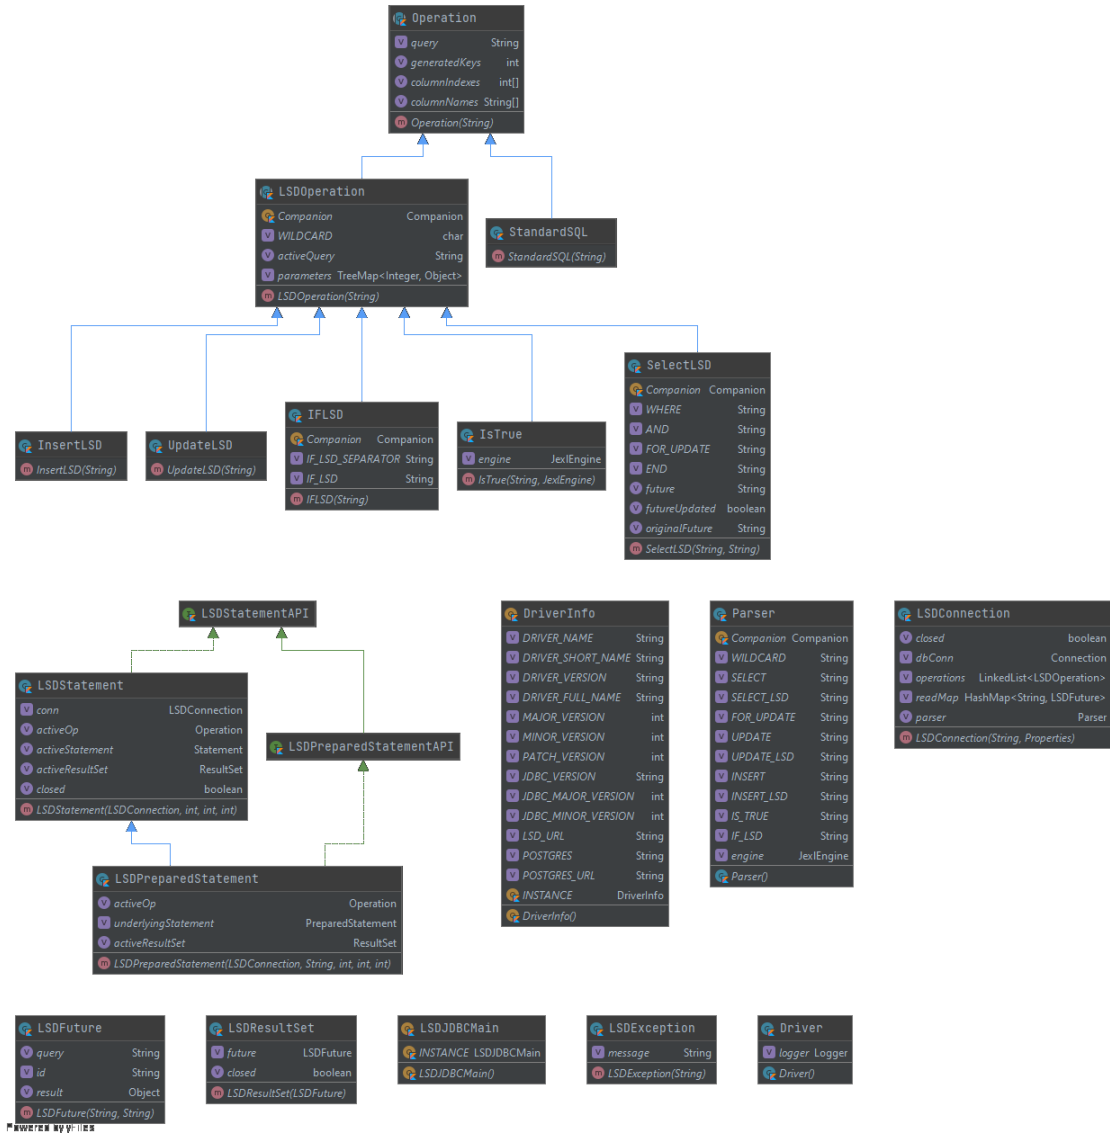 Operation
query String
generatedKeys int
columnIndexes int[]
columnNames String[]
Operation(String)
LSDOperation
Companion Companion
WILDCARD char
activeQuery String
parameters TreeMap<Integer, Object>
LSDOperation(String)
StandardSQL
StandardSQL(String)
InsertLSD
InsertLSD(String)
UpdateLSD
UpdateLSD(String)
IFLSD
Companion Companion
IF_LSD_SEPARATOR String
IF_LSD String
IFLSD(String)
IsTrue
engine JexlEngine
IsTrue(String, JexlEngine)
SelectLSD
Companion Companion
WHERE String
AND String
FOR_UPDATE String
END String
future String
futureUpdated boolean
originalFuture String
SelectLSD(String, String)
LSDStatementAPI
LSDStatement
conn LSDConnection
activeOp Operation
activeStatement Statement
activeResultSet ResultSet
closed boolean
LSDStatement(LSDConnection, int, int, int)
LSDPreparedStatementAPI
LSDPreparedStatement
activeOp Operation
underlyingStatement PreparedStatement
activeResultSet ResultSet
LSDPreparedStatement(LSDConnection, String, int, int, int)
DriverInfo
DRIVER_NAME String
DRIVER_SHORT_NAME String
DRIVER_VERSION String
DRIVER_FULL_NAME String
MAJOR_VERSION int
MINOR_VERSION int
PATCH_VERSION int
JDBC_VERSION String
JDBC_MAJOR_VERSION int
JDBC_MINOR_VERSION int
LSD_URL String
POSTGRES String
POSTGRES_URL String
INSTANCE DriverInfo
DriverInfo()
Parser
Companion Companion
WILDCARD String
SELECT String
SELECT_LSD String
FOR_UPDATE String
UPDATE String
UPDATE_LSD String
INSERT String
INSERT_LSD String
IS_TRUE String
IF_LSD String
engine JexlEngine
Parser()
LSDConnection
closed boolean
dbConn Connection
operations LinkedList<LSDOperation>
readMap HashMap<String, LSDFuture>
parser Parser
LSDConnection(String, Properties)
LSDFuture
query String
id String
result Object
LSDFuture(String, String)
LSDResultSet
future LSDFuture
closed boolean
LSDResultSet(LSDFuture)
LSDJDBCMain
INSTANCE LSDJDBCMain
LSDJDBCMain()
LSDException
message String
LSDException(String)
Driver
logger Logger
Driver()
Powered by yFiles